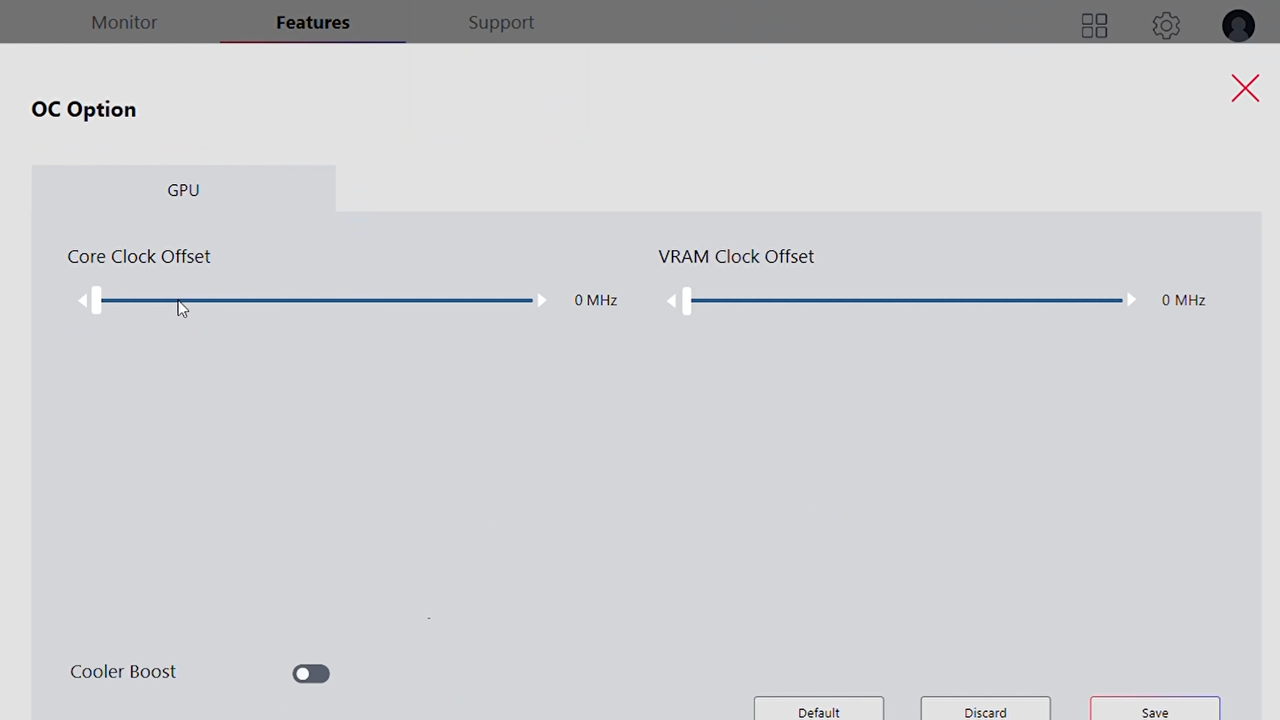 Monitor Features Support
OC Option
GPU
Core Clock Offset VRAM Clock Offset
0 MHz 0 MHz
Cooler Boost
Default Discard Save